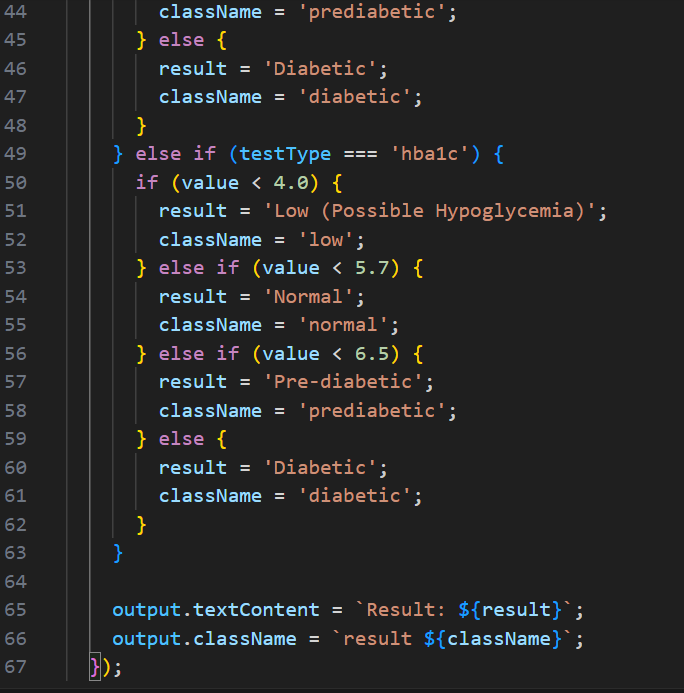 44 className = 'prediabetic';
45 } else {
46 result = 'Diabetic';
47 className = 'diabetic';
48 }
49 } else if (testType === 'hba1c') {
50 if (value < 4.0) {
51 result = 'Low (Possible Hypoglycemia)';
52 className = 'low';
53 } else if (value < 5.7) {
54 result = 'Normal';
55 className = 'normal';
56 } else if (value < 6.5) {
57 result = 'Pre-diabetic';
58 className = 'prediabetic';
59 } else {
60 result = 'Diabetic';
61 className = 'diabetic';
62 }
63 }
64
65 output.textContent = `Result: ${result}`;
66 output.className = `result ${className}`;
67 });